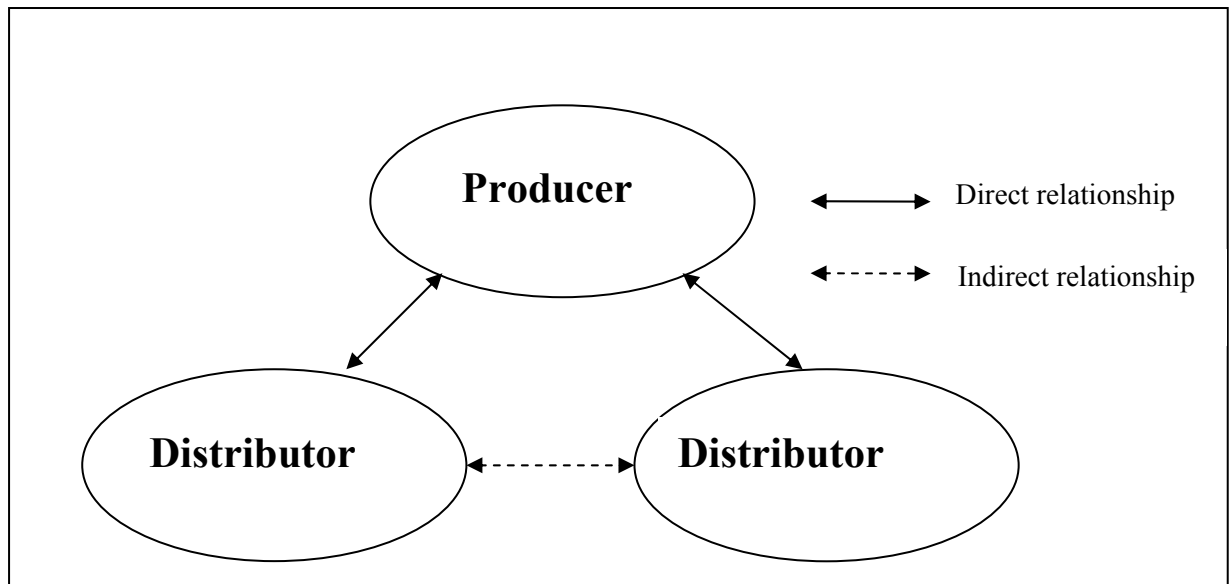 Producer
Direct relationship
Indirect relationship
Distributor
Distributor